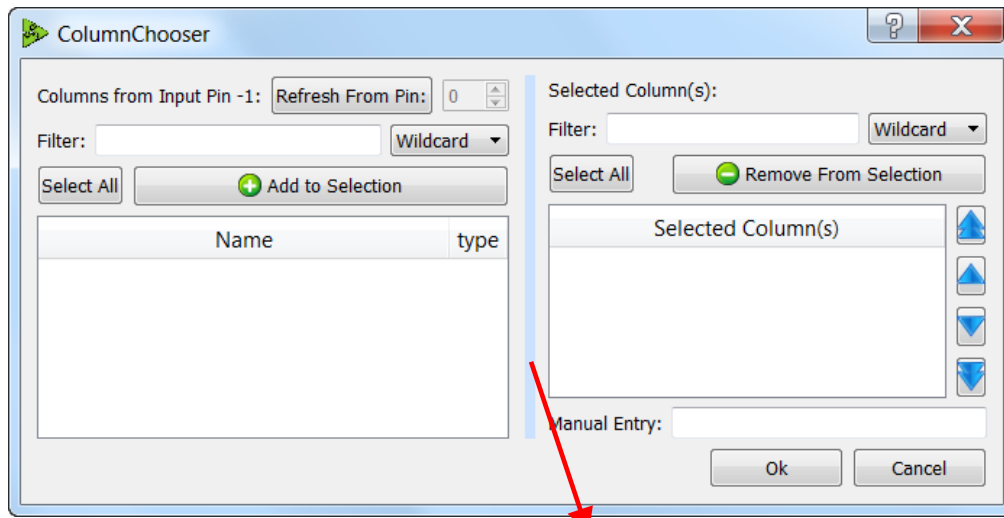 ColumnChooser
Columns from Input Pin -1: Refresh From Pin: 0
Filter: Wildcard
Select All Add to Selection
Name type
Selected Column(s):
Filter: Wildcard
Select All Remove From Selection
Selected Column(s)
Manual Entry:
Ok Cancel